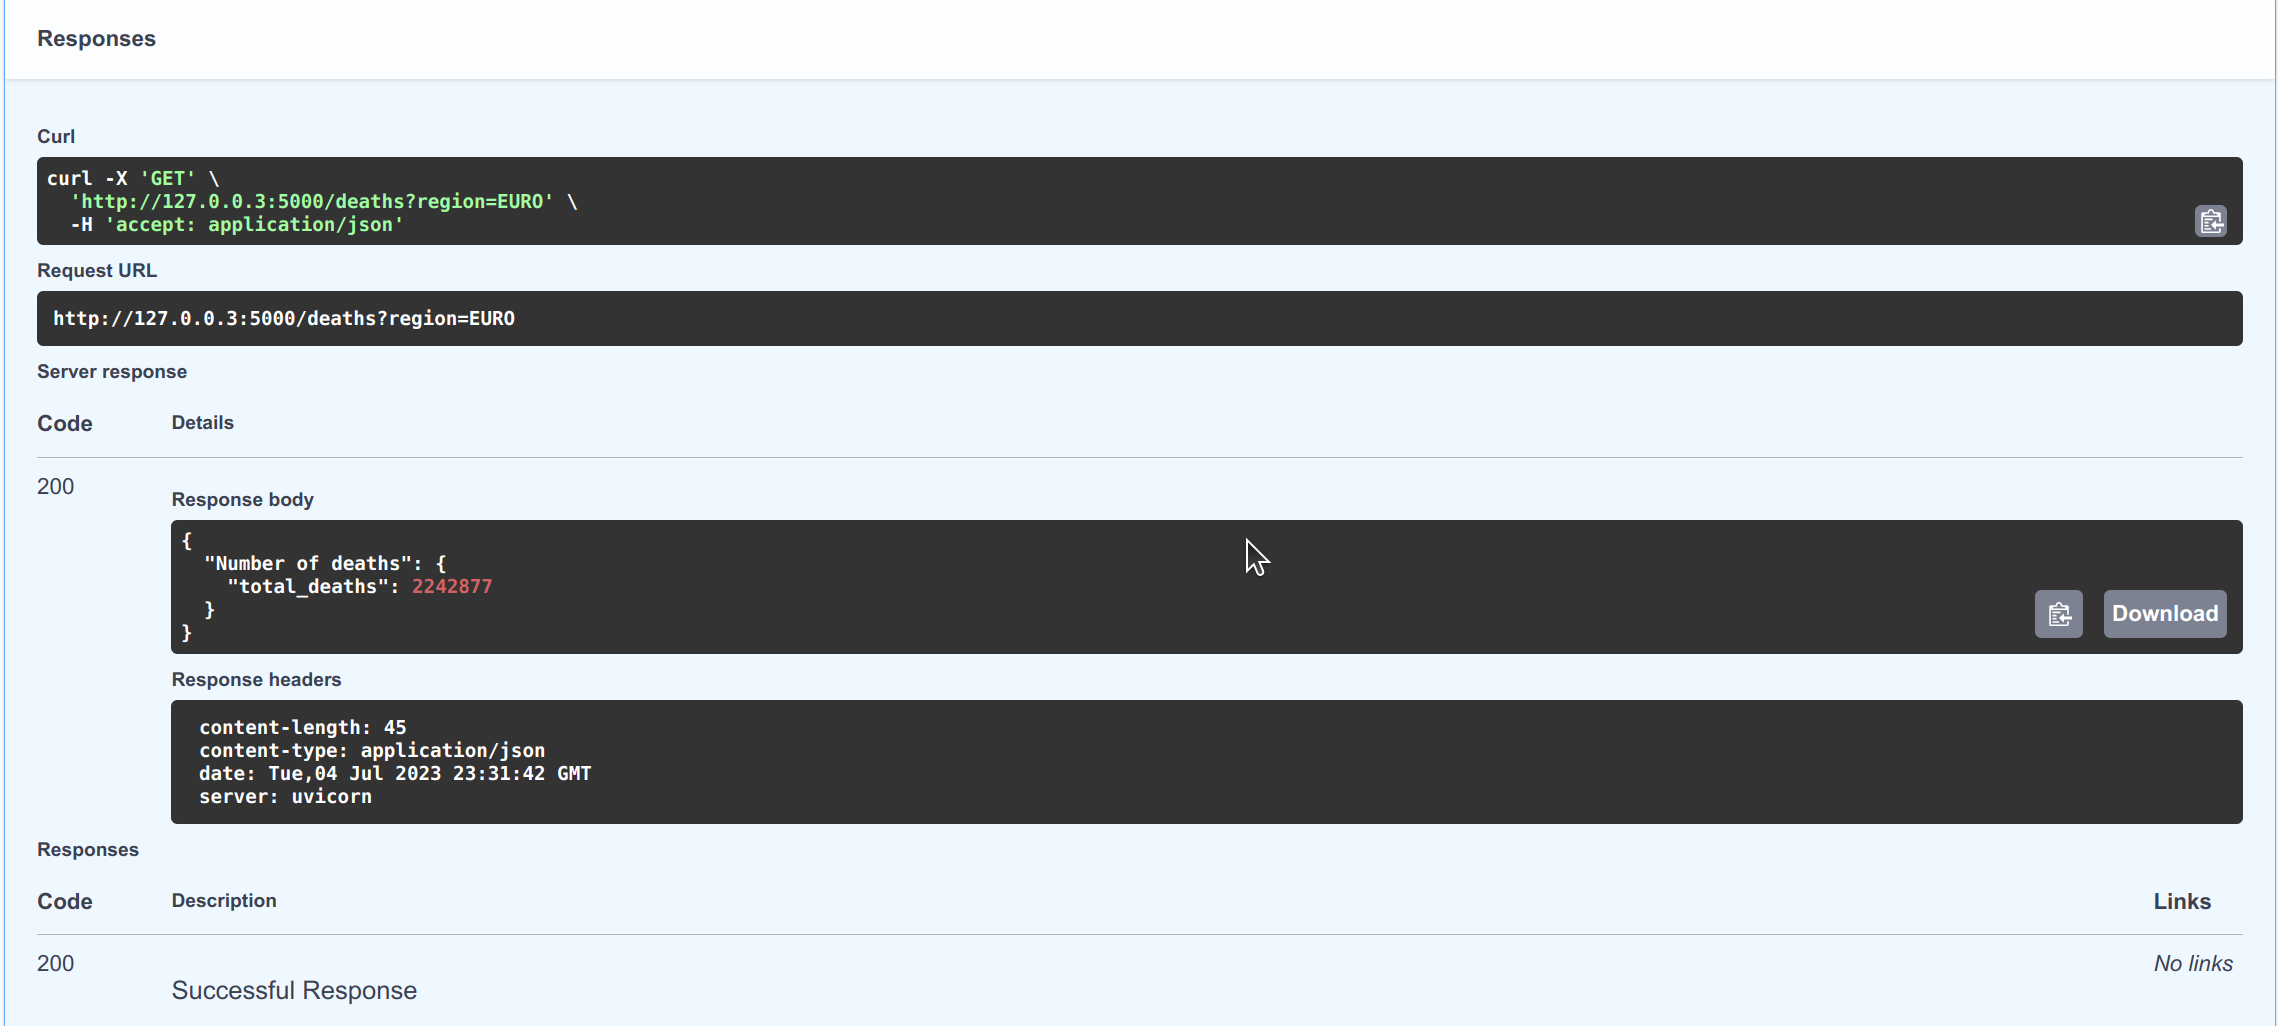 Responses
Curl
curl -X 'GET' \
  'http://127.0.0.3:5000/deaths?region=EURO' \
  -H 'accept: application/json'
Request URL
http://127.0.0.3:5000/deaths?region=EURO
Server response
Code Details
200
Response body
{
  "Number of deaths": {
    "total_deaths": 2242877
  }
}
Download
Response headers
content-length: 45
content-type: application/json
date: Tue,04 Jul 2023 23:31:42 GMT
server: uvicorn
Responses
Code Description Links
200 No links
Successful Response